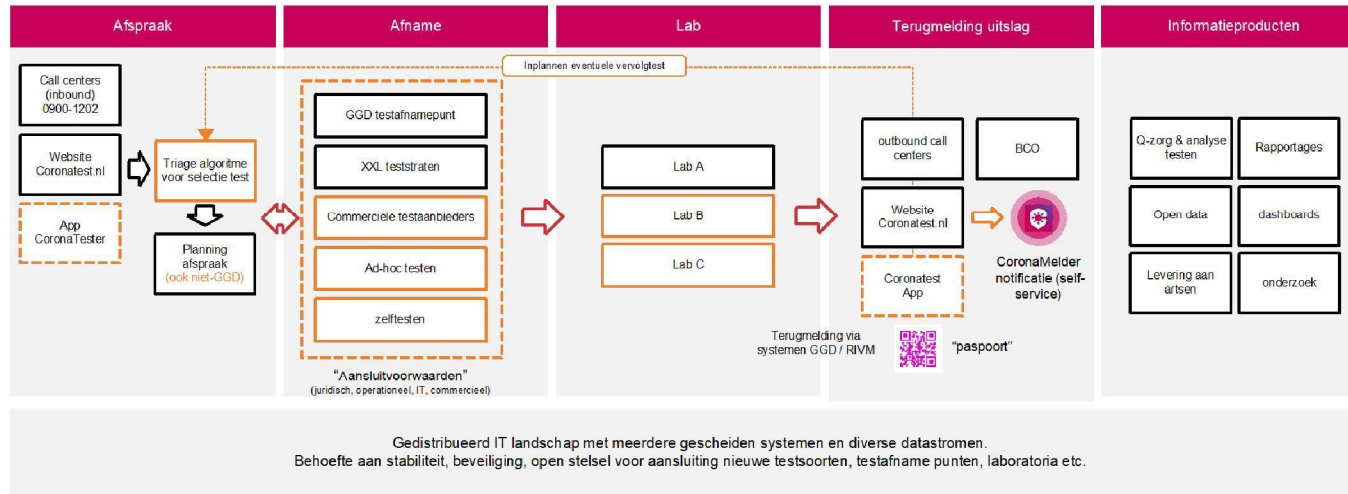 Afspraak
Afname
Lab
Terugmelding uitslag
Informatieproducten
Inplannen eventuele vervolgtest
Call centers
(inbound)
0900-1202
Website
Coronatest.nl
App
CoronaTester
Triage algoritme
voor selectie test
Planning
afspraak
(ook niet-GGD)
GGD testafnamepunt
XXL teststraten
Commerciele testaanbieders
Ad-hoc testen
zelftesten
"Aansluitvoorwaarden"
(juridisch, operationeel, IT, commercieel)
Lab A
Lab B
Lab C
outbound call
centers
BCO
Website
Coronatest.nl
CoronaMelder
notificatie (self-
service)
Coronatest
App
Terugmelding via
systemen GGD / RIVM
"paspoort"
Q-zorg & analyse
testen
Rapportages
Open data
dashboards
Levering aan
artsen
onderzoek
Gedistribueerd IT landschap met meerdere gescheiden systemen en diverse datastromen.
Behoefte aan stabiliteit, beveiliging, open stelsel voor aansluiting nieuwe testsoorten, testafname punten, laboratoria etc.